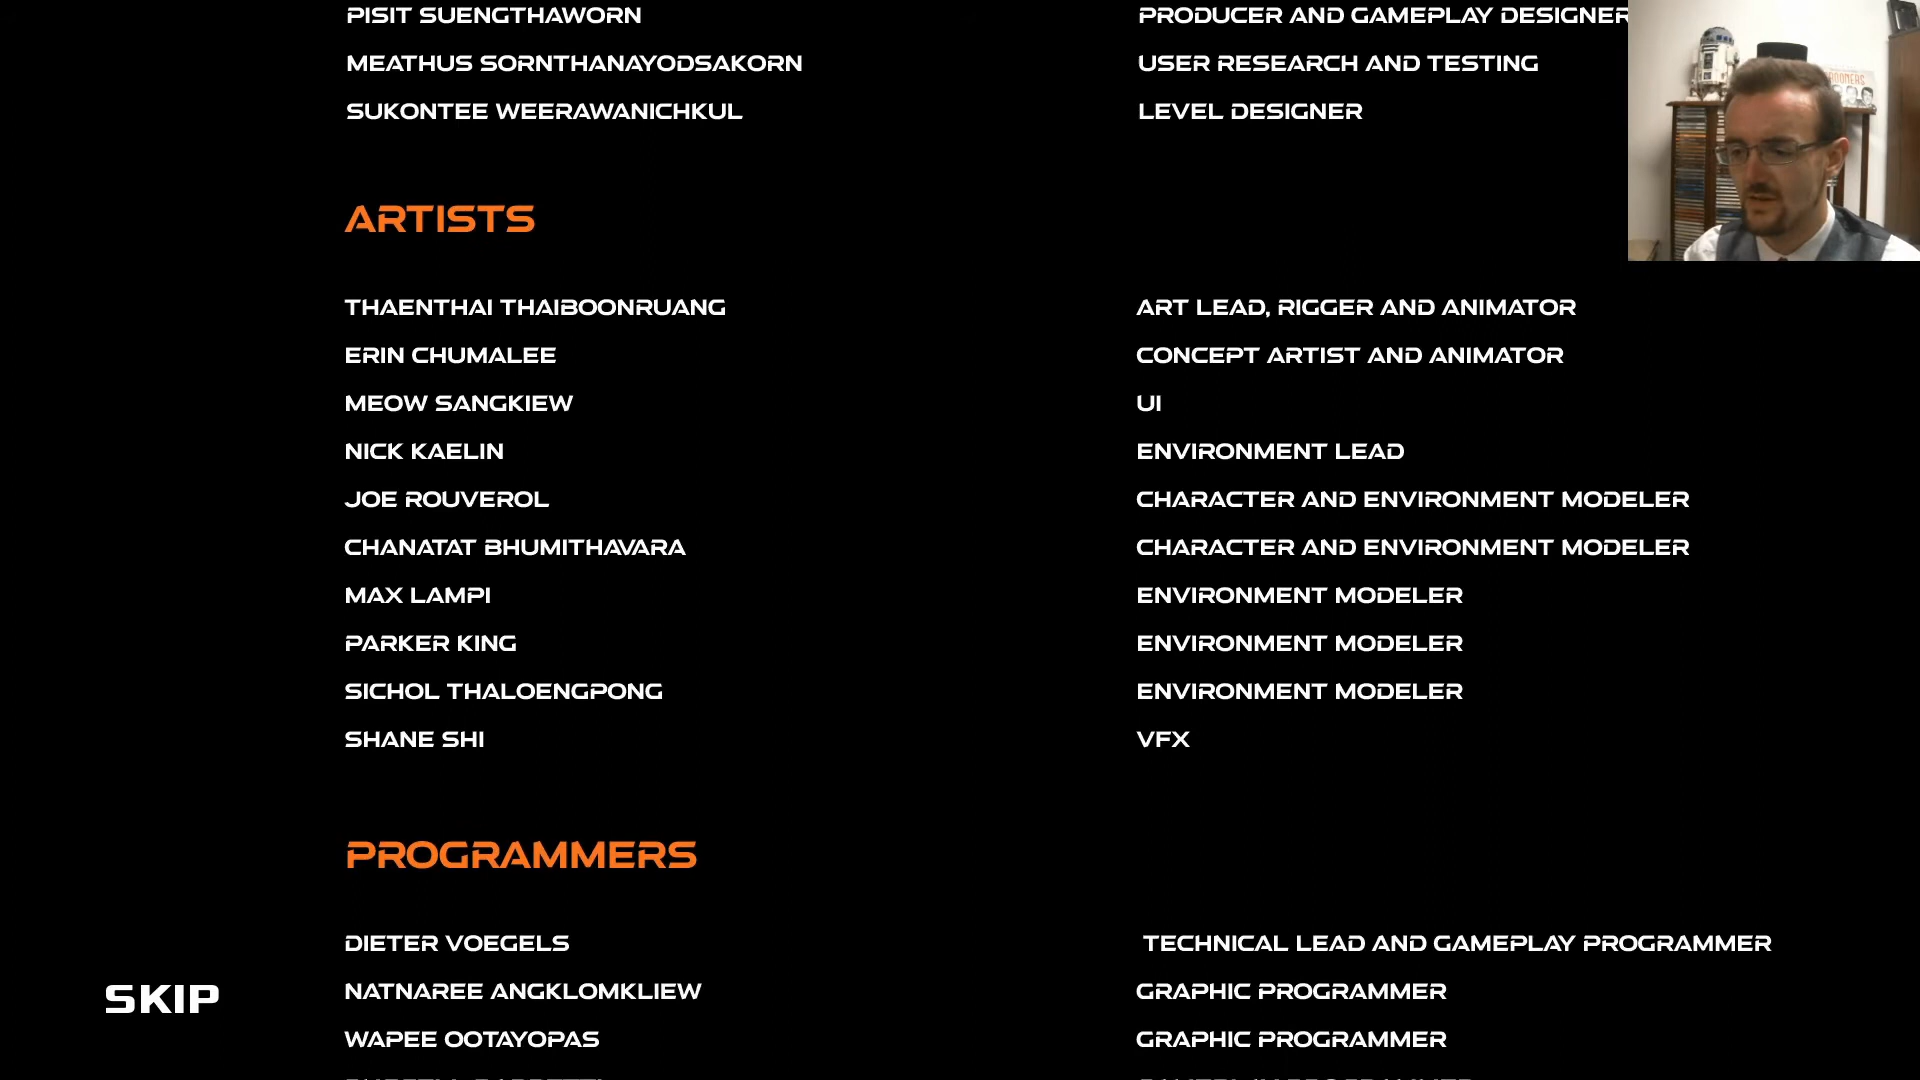 PISIT SUENGTHAWORN PRODUCER AND GAMEPLAY DESIGNER
MEATHUS SORNTHANAYODSAKORN USER RESEARCH AND TESTING
SUKONTEE WEERAWANICHKUL LEVEL DESIGNER
ARTISTS
THAENTHAI THAIBOONRUANG ART LEAD, RIGGER AND ANIMATOR
ERIN CHUMALEE CONCEPT ARTIST AND ANIMATOR
MEOW SANGKIEW UI
NICK KAELIN ENVIRONMENT LEAD
JOE ROUVEROL CHARACTER AND ENVIRONMENT MODELER
CHANATAT BHUMITHAVARA CHARACTER AND ENVIRONMENT MODELER
MAX LAMPI ENVIRONMENT MODELER
PARKER KING ENVIRONMENT MODELER
SICHOL THALOENGPONG ENVIRONMENT MODELER
SHANE SHI VFX
PROGRAMMERS
DIETER VOEGELS TECHNICAL LEAD AND GAMEPLAY PROGRAMMER
NATNAREE ANGKLOMKLIEW GRAPHIC PROGRAMMER
SKIP
WAPEE OOTAYOPAS GRAPHIC PROGRAMMER